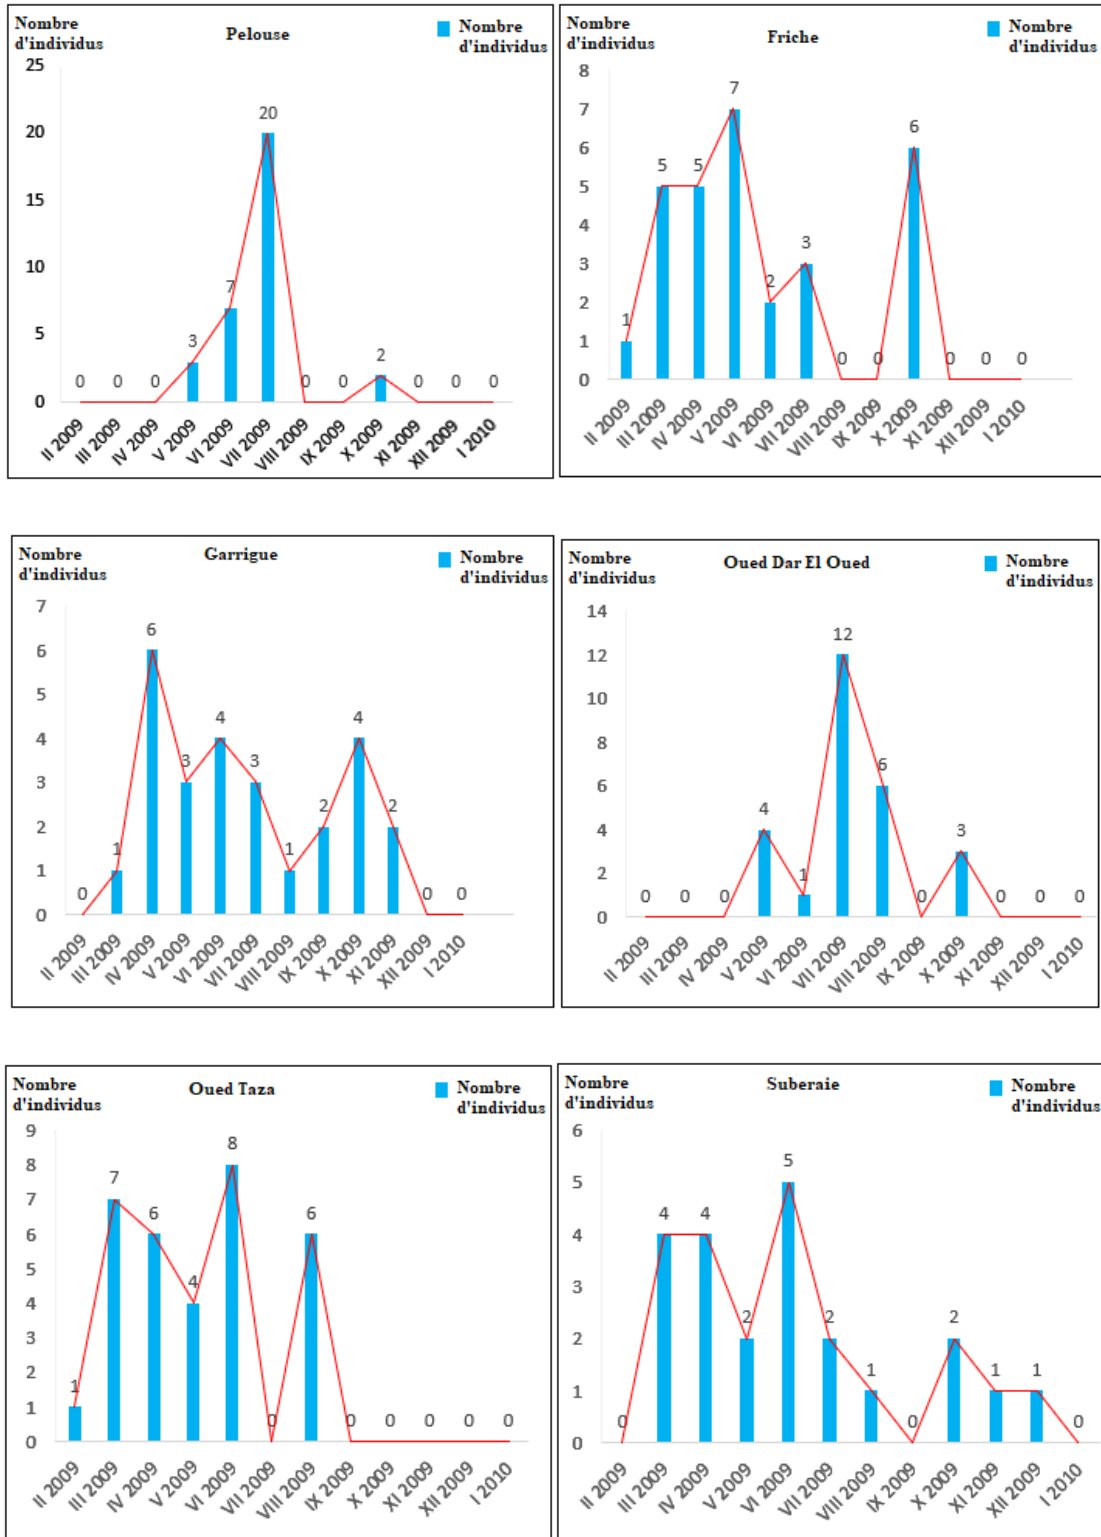 Nombre
d'individus
Pelouse
Nombre
d'individus
25
20
15
10
5
0
0
0
0
3
7
20
0
0
2
0
0
0
II 2009
III 2009
IV 2009
V 2009
VI 2009
VII 2009
VIII 2009
IX 2009
X 2009
XI 2009
XII 2009
I 2010
Nombre
d'individus
Friche
Nombre
d'individus
8
7
6
5
4
3
2
1
0
1
5
5
7
2
3
0
0
6
0
0
0
II 2009
III 2009
IV 2009
V 2009
VI 2009
VII 2009
VIII 2009
IX 2009
X 2009
XI 2009
XII 2009
I 2010
Nombre
d'individus
Garrigue
Nombre
d'individus
7
6
5
4
3
2
1
0
0
1
6
3
4
3
1
2
4
2
0
0
II 2009
III 2009
IV 2009
V 2009
VI 2009
VII 2009
VIII 2009
IX 2009
X 2009
XI 2009
XII 2009
I 2010
Nombre
d'individus
Oued Dar El Oued
Nombre
d'individus
14
12
10
8
6
4
2
0
0
0
0
4
1
12
6
0
3
0
0
0
II 2009
III 2009
IV 2009
V 2009
VI 2009
VII 2009
VIII 2009
IX 2009
X 2009
XI 2009
XII 2009
I 2010
Nombre
d'individus
Oued Taza
Nombre
d'individus
9
8
7
6
5
4
3
2
1
0
1
7
6
4
8
0
6
0
0
0
0
0
II 2009
III 2009
IV 2009
V 2009
VI 2009
VII 2009
VIII 2009
IX 2009
X 2009
XI 2009
XII 2009
I 2010
Nombre
d'individus
Suberaie
Nombre
d'individus
6
5
4
3
2
1
0
0
4
4
2
5
2
1
0
2
1
1
0
II 2009
III 2009
IV 2009
V 2009
VI 2009
VII 2009
VIII 2009
IX 2009
X 2009
XI 2009
XII 2009
I 2010